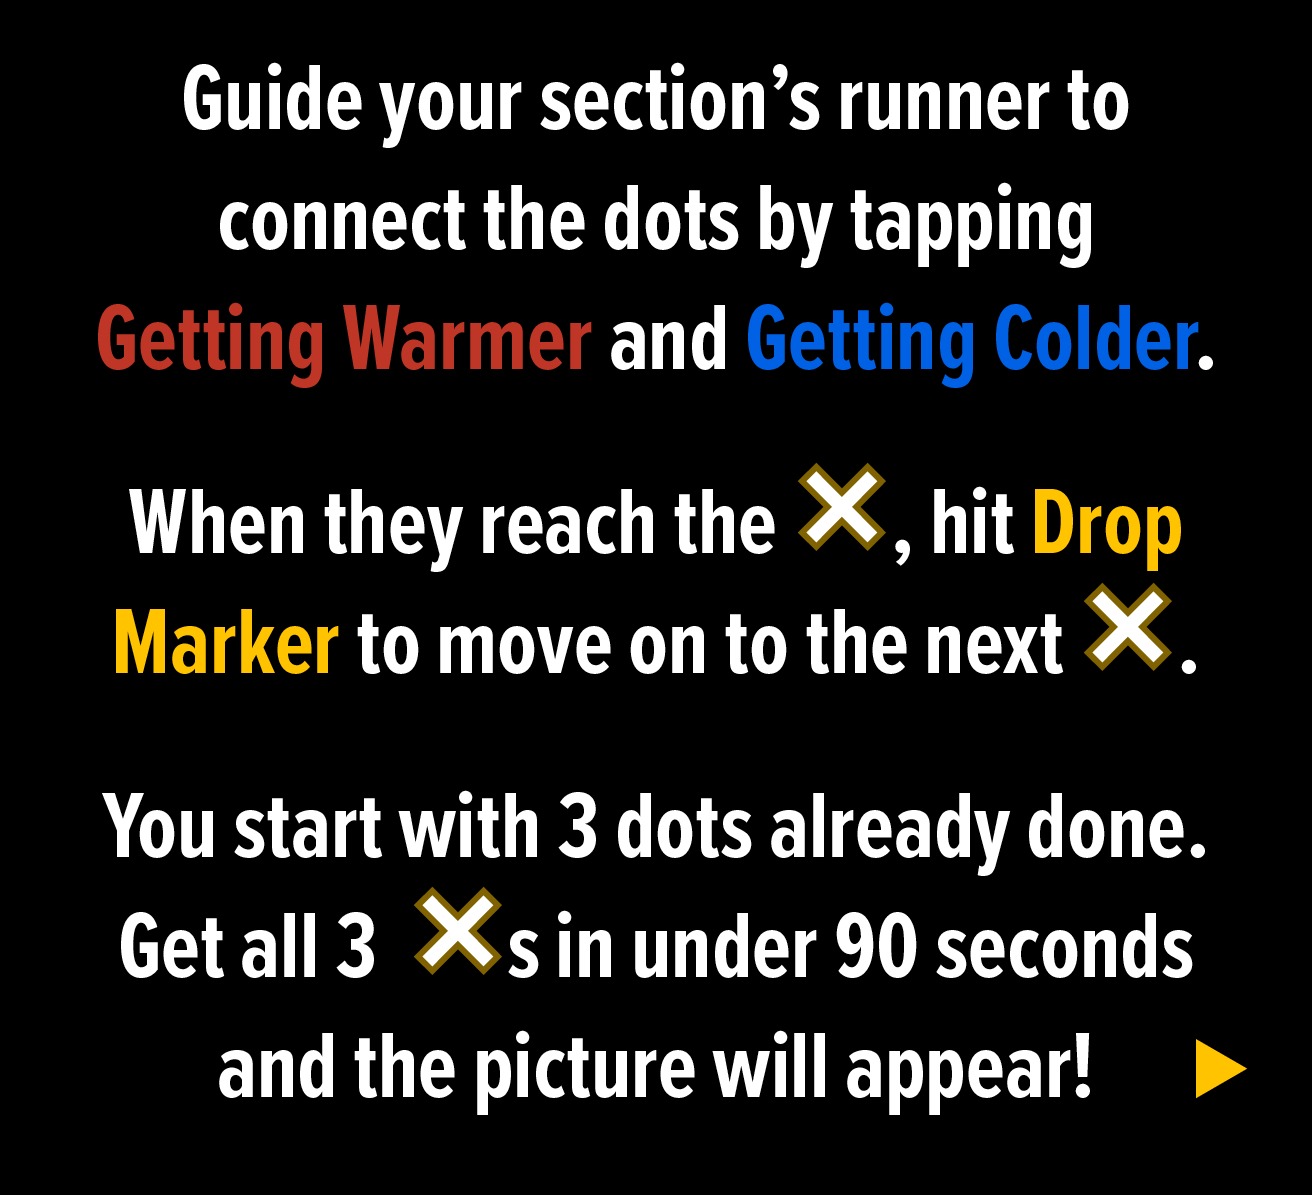 Guide your section’s runner to
connect the dots by tapping
Getting Warmer and Getting Colder.
When they reach the ✕, hit Drop
Marker to move on to the next ✕.
You start with 3 dots already done.
Get all 3 ✕s in under 90 seconds
and the picture will appear!